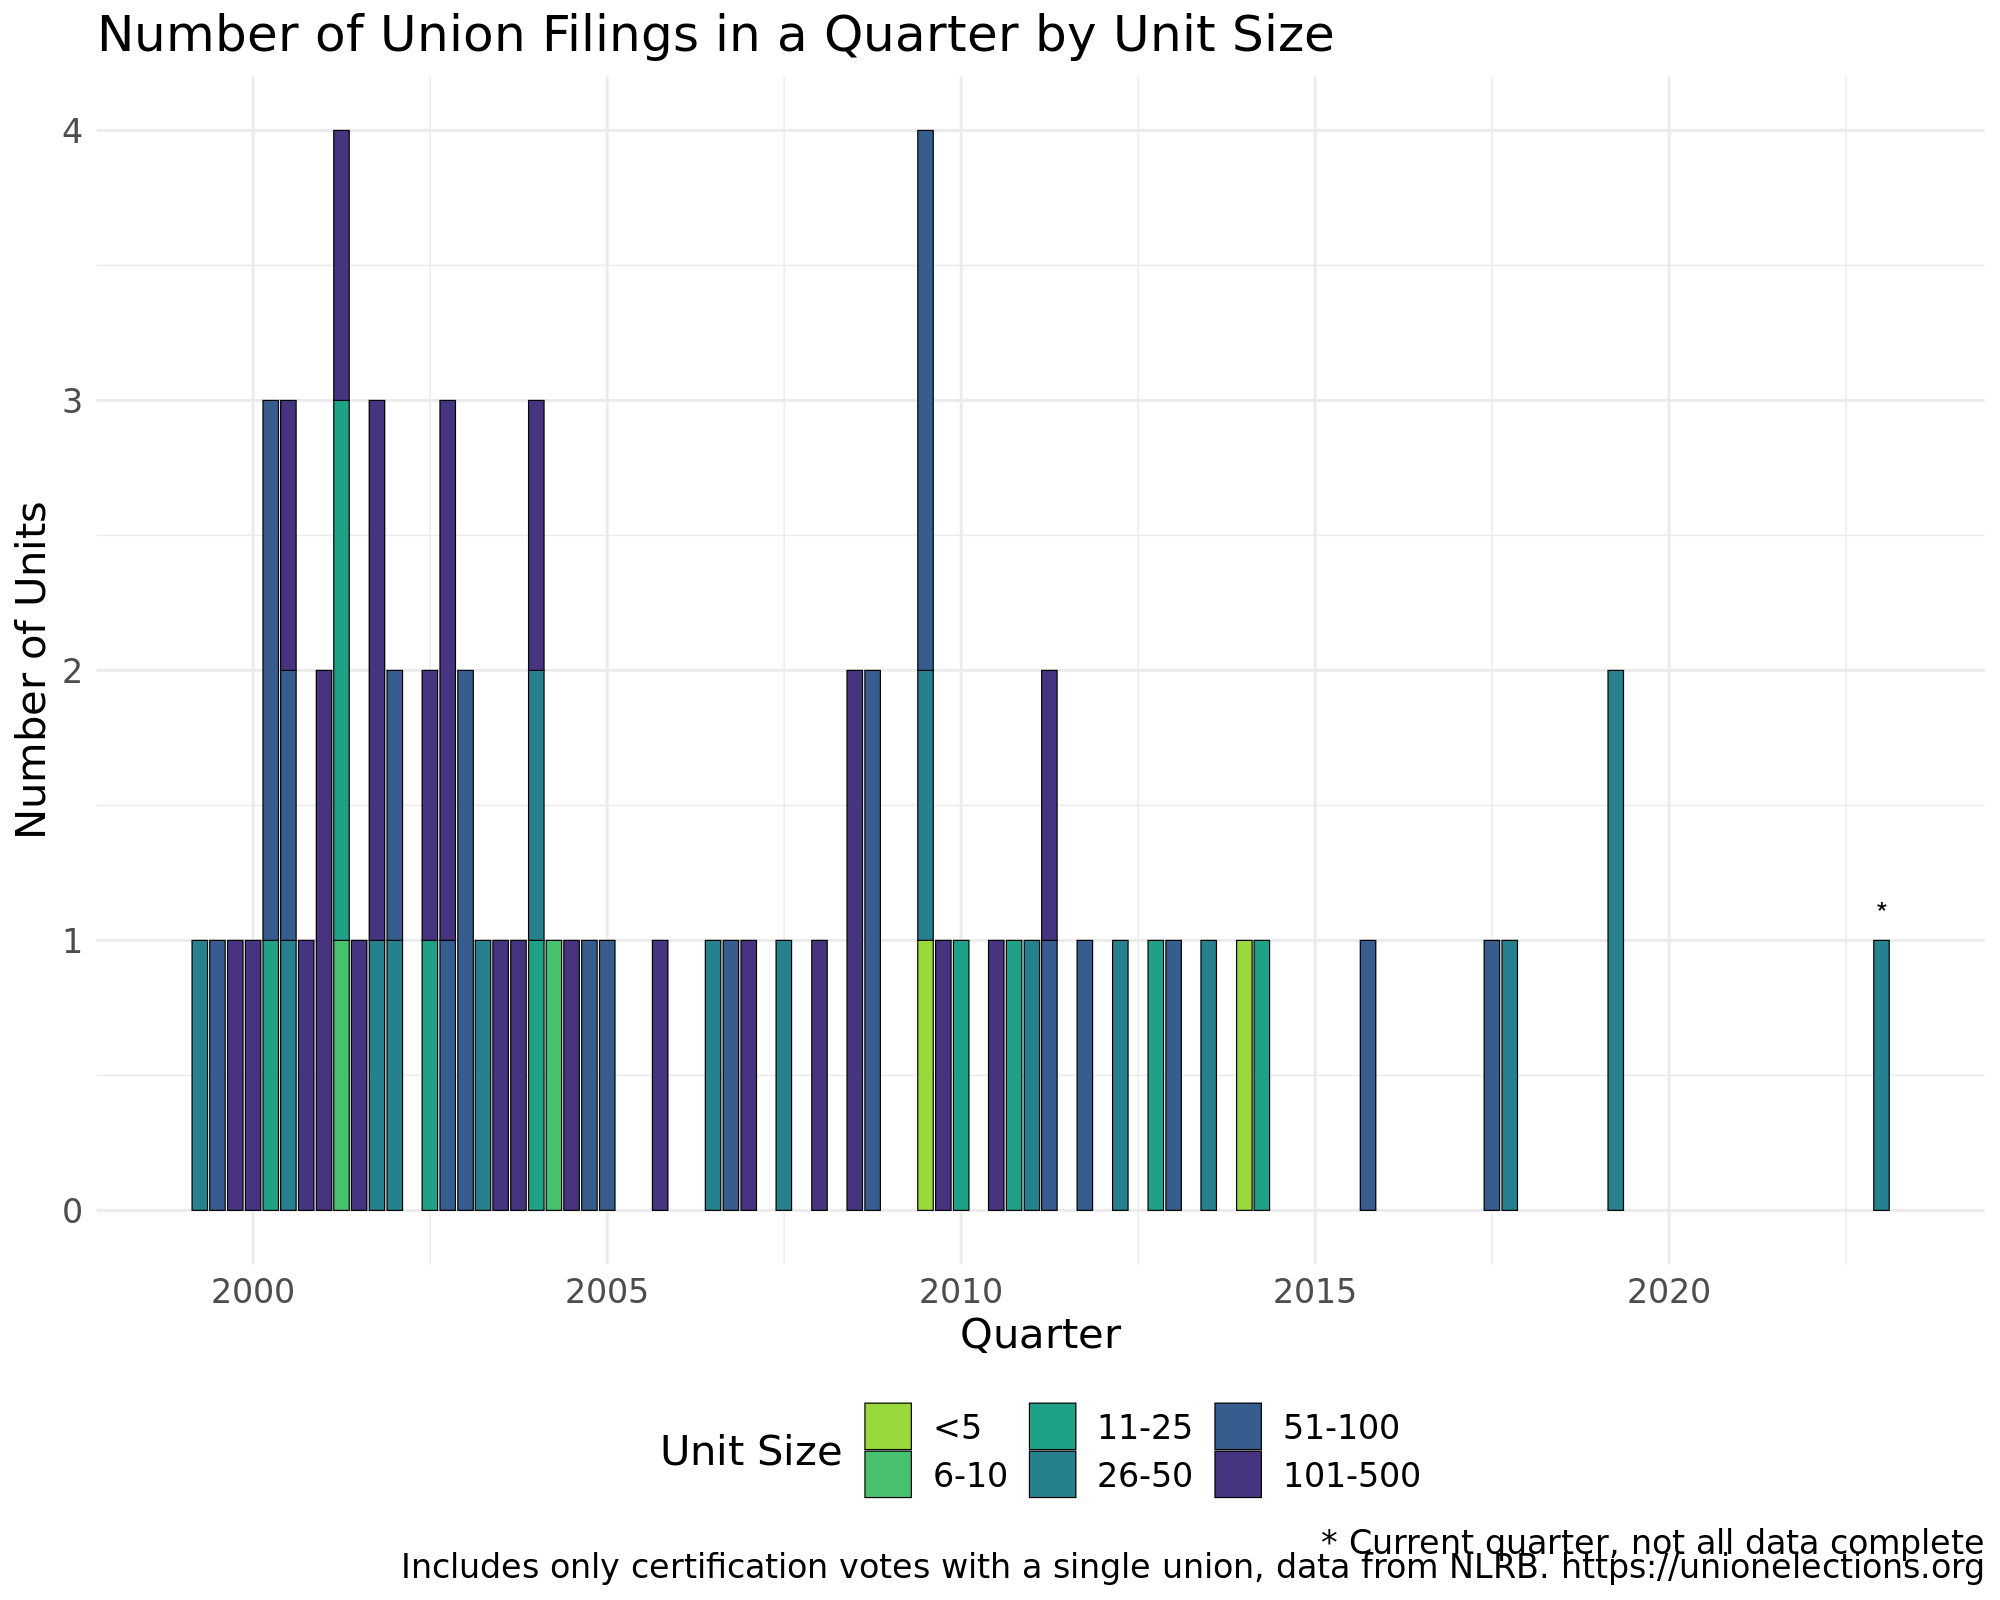 Number of Union Filings in a Quarter by Unit Size
Number of Units
4
3
2
1
0
*
2000 2005 2010 2015 2020
Quarter
Unit Size
<5 11-25 51-100
6-10 26-50 101-500
* Current quarter, not all data complete
Includes only certification votes with a single union, data from NLRB. https://unionelections.org